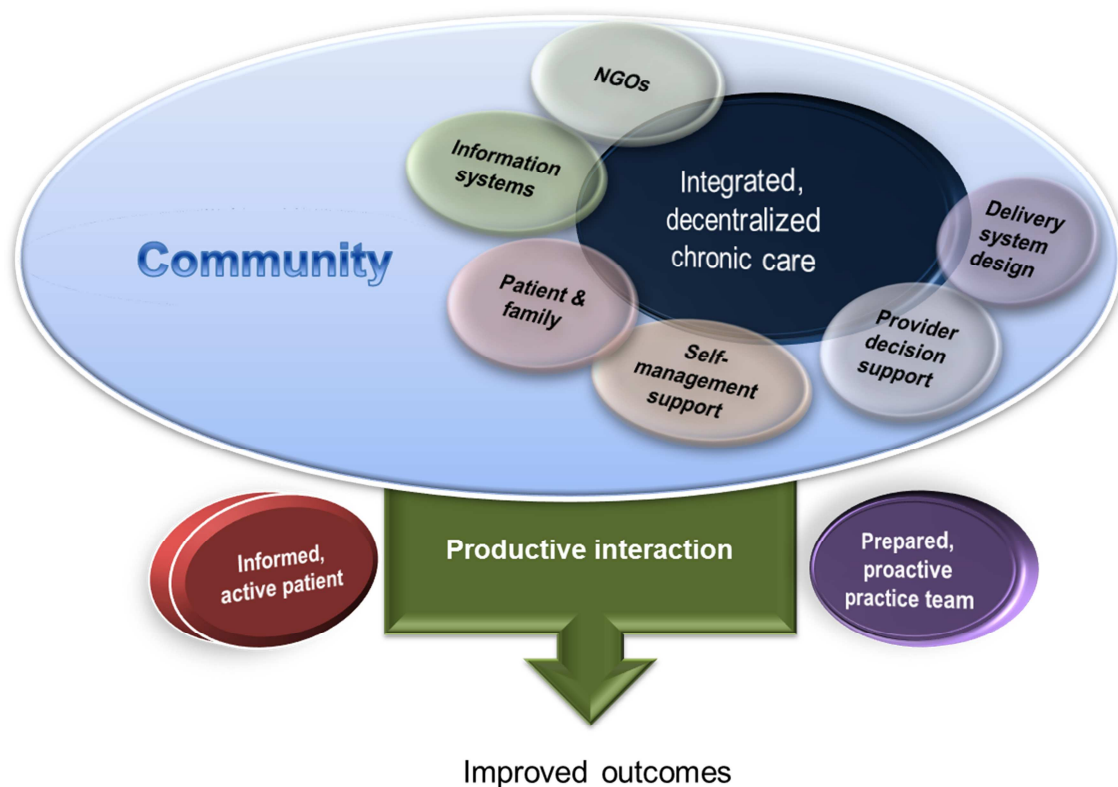 NGOs
Information
systems
Integrated,
decentralized
chronic care
Delivery
system
design
Community
Patient &
family
Provider
decision
support
Self-
management
support
Informed,
active patient
Productive interaction
Prepared,
proactive
practice team
Improved outcomes